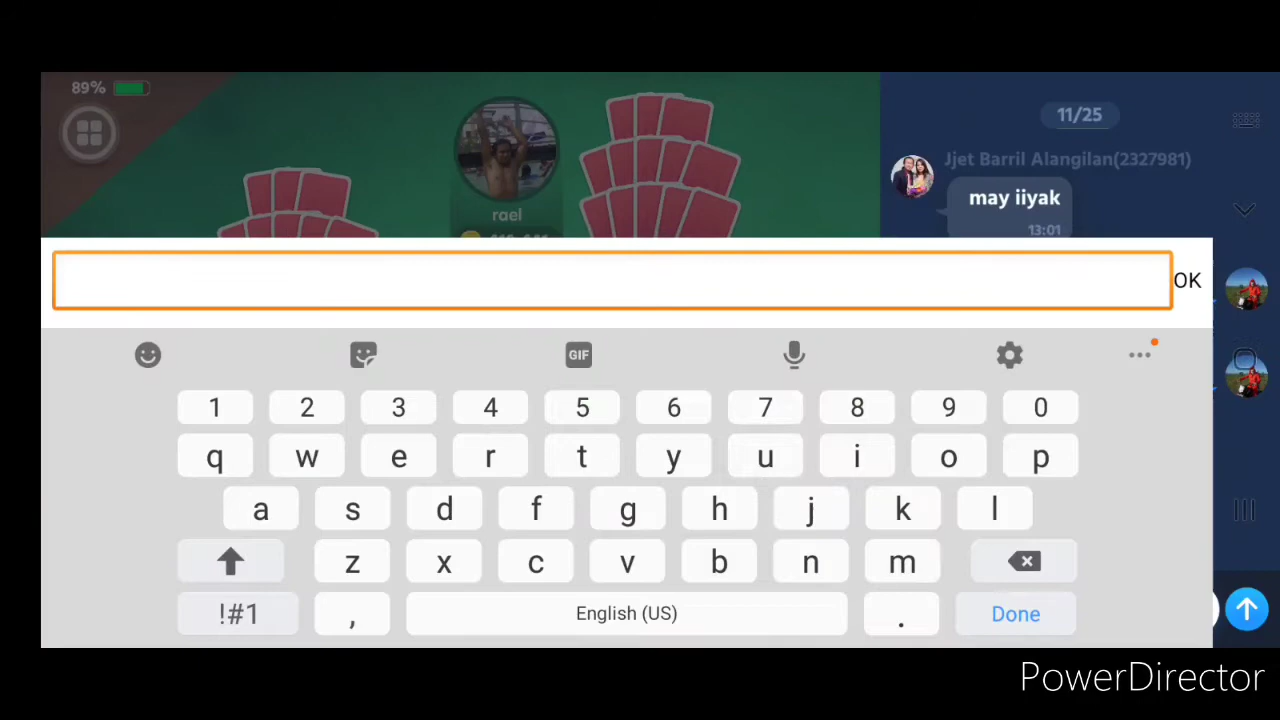 89%
11/25
Jjet Barril Alangilan(2327981)
may iiyak
rael
13:01
OK
GIF
1 2 3 4 5 6 7 8 9 0
q w e r t y u i o p
a s d f g h j k l
z x c v b n m
!#1 , English (US) . Done
PowerDirector